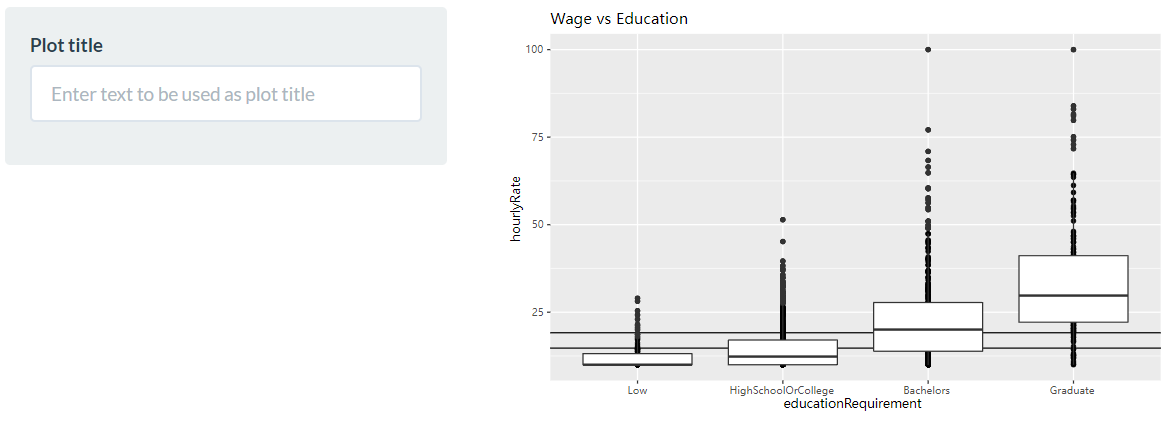 Plot title
Enter text to be used as plot title
Wage vs Education
100
75
50
25
hourlyRate
Low HighSchoolOrCollege Bachelors Graduate
educationRequirement